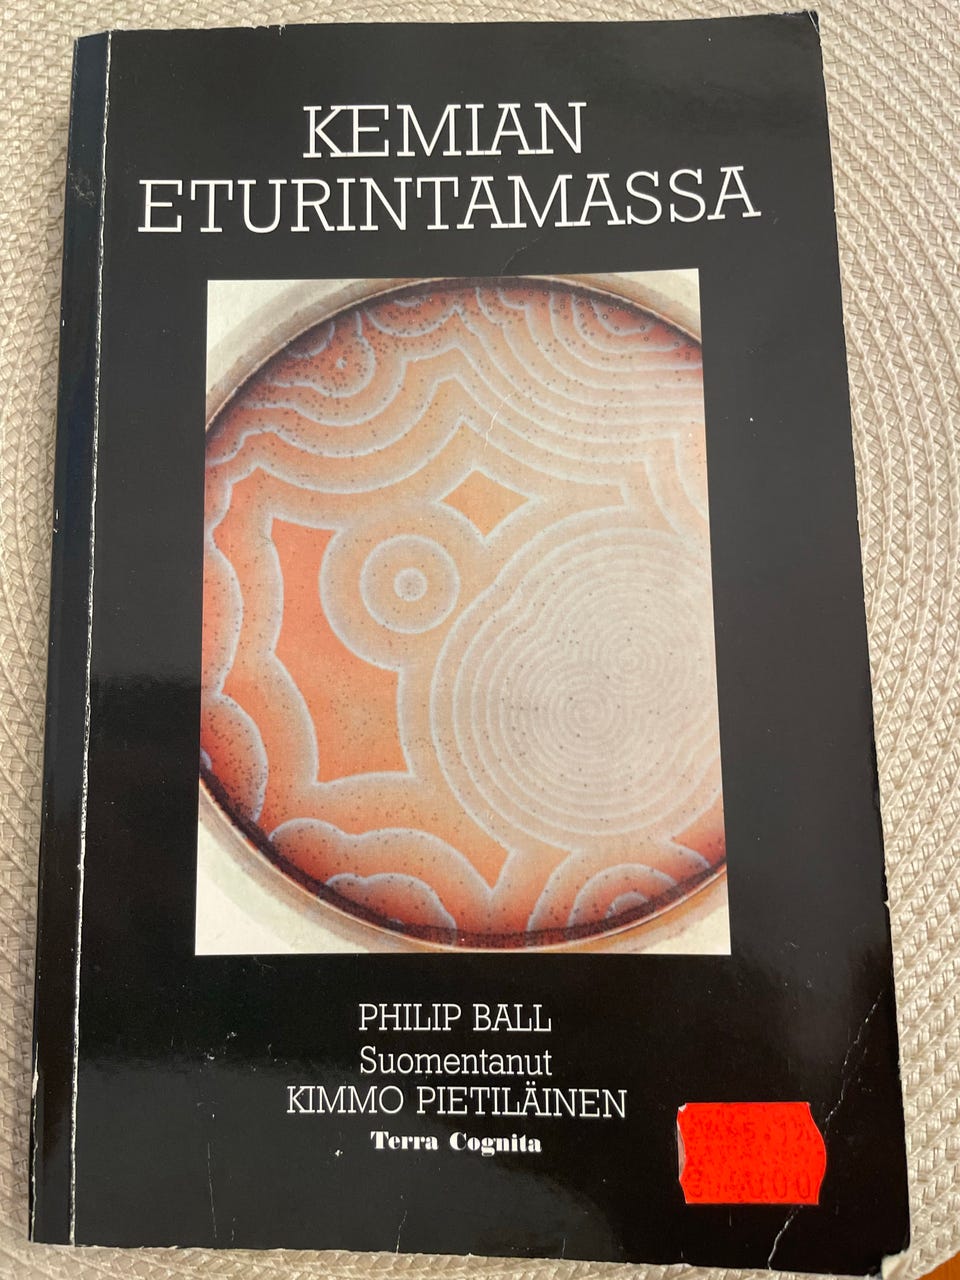 KEMIAN
ETURINTAMASSA
PHILIP BALL
Suomentanut
KIMMO PIETILÄINEN
Terra Cognita